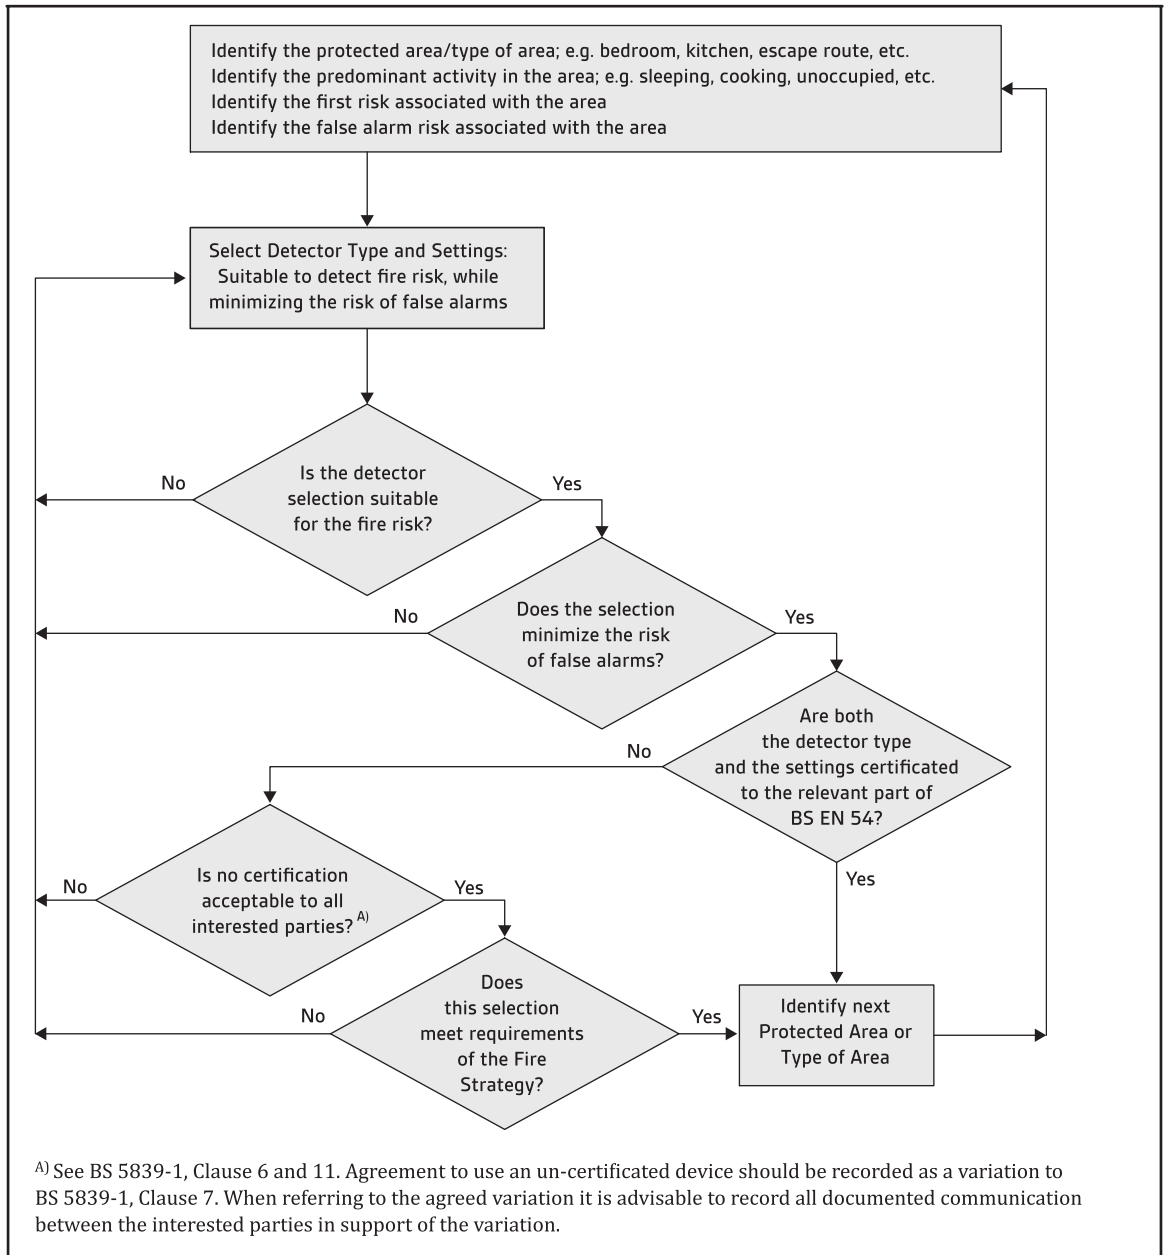 Identify the protected area/type of area; e.g. bedroom, kitchen, escape route, etc.
Identify the predominant activity in the area; e.g. sleeping, cooking, unoccupied, etc.
Identify the first risk associated with the area
Identify the false alarm risk associated with the area
Select Detector Type and Settings:
Suitable to detect fire risk, while
minimizing the risk of false alarms
Is the detector
selection suitable
for the fire risk?
No
Yes
Does the selection
minimize the risk
of false alarms?
No
Yes
Are both
the detector type
and the settings certificated
to the relevant part of
BS EN 54?
No
Yes
Is no certification
acceptable to all
interested parties? A)
No
Yes
Does
this selection
meet requirements
of the Fire
Strategy?
No
Yes
Identify next
Protected Area or
Type of Area
A) See BS 5839-1, Clause 6 and 11. Agreement to use an un-certificated device should be recorded as a variation to
BS 5839-1, Clause 7. When referring to the agreed variation it is advisable to record all documented communication
between the interested parties in support of the variation.